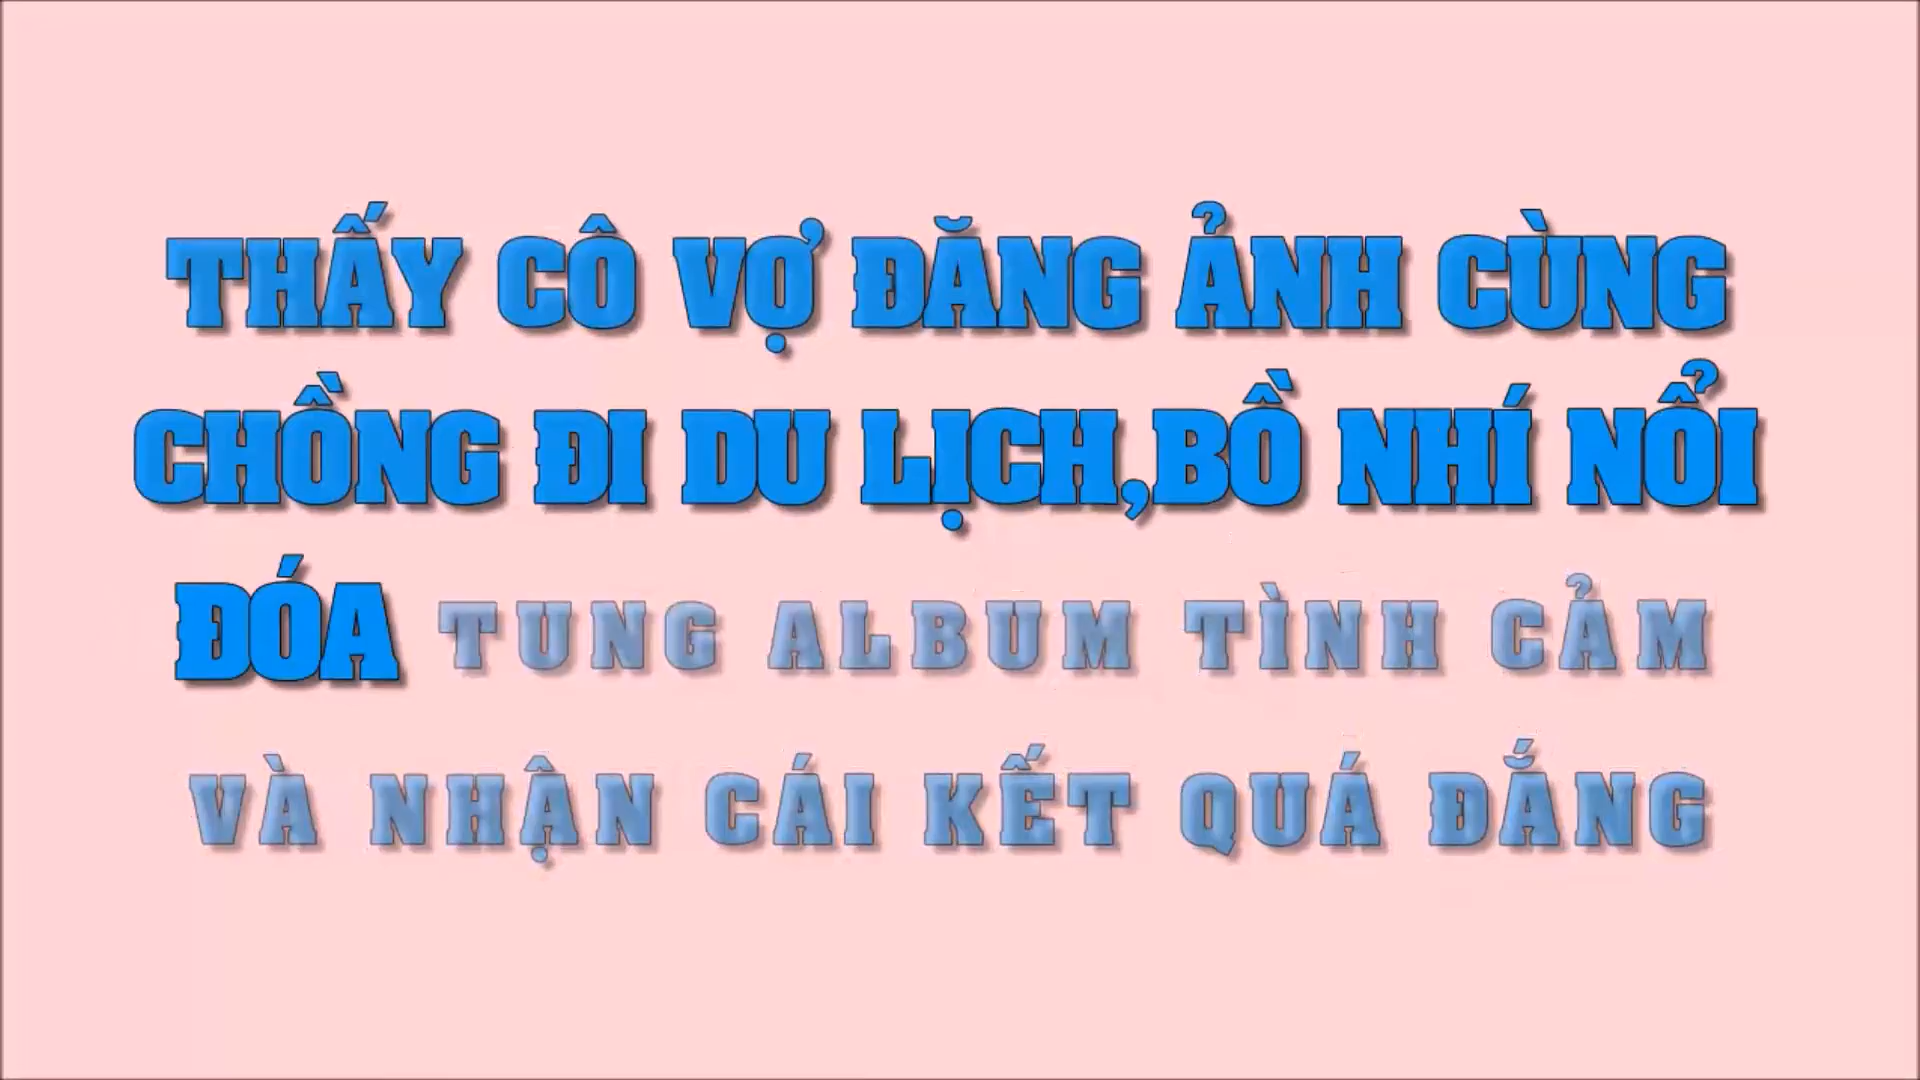 THẤY CÔ VỢ ĐĂNG ẢNH CÙNG
CHỒNG ĐI DU LỊCH,BỒ NHÍ NỔI
ĐÓA TUNG ALBUM TÌNH CẢM
VÀ NHẬN CÁI KẾT QUÁ ĐẮNG